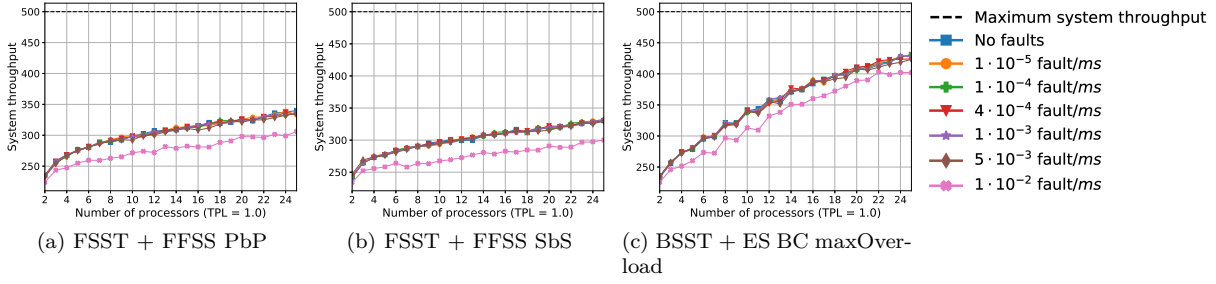 500
450
400
350
300
250
System throughput
2 4 6 8 10 12 14 16 18 20 22 24
Number of processors (TPL = 1.0)
(a) FSST + FFSS PbP
500
450
400
350
300
250
System throughput
2 4 6 8 10 12 14 16 18 20 22 24
Number of processors (TPL = 1.0)
(b) FSST + FFSS SbS
500
450
400
350
300
250
System throughput
2 4 6 8 10 12 14 16 18 20 22 24
Number of processors (TPL = 1.0)
(c) BSST + ES BC maxOver-
load
Maximum system throughput
No faults
1 · 10⁻⁵ fault/ms
1 · 10⁻⁴ fault/ms
4 · 10⁻⁴ fault/ms
1 · 10⁻³ fault/ms
5 · 10⁻³ fault/ms
1 · 10⁻² fault/ms